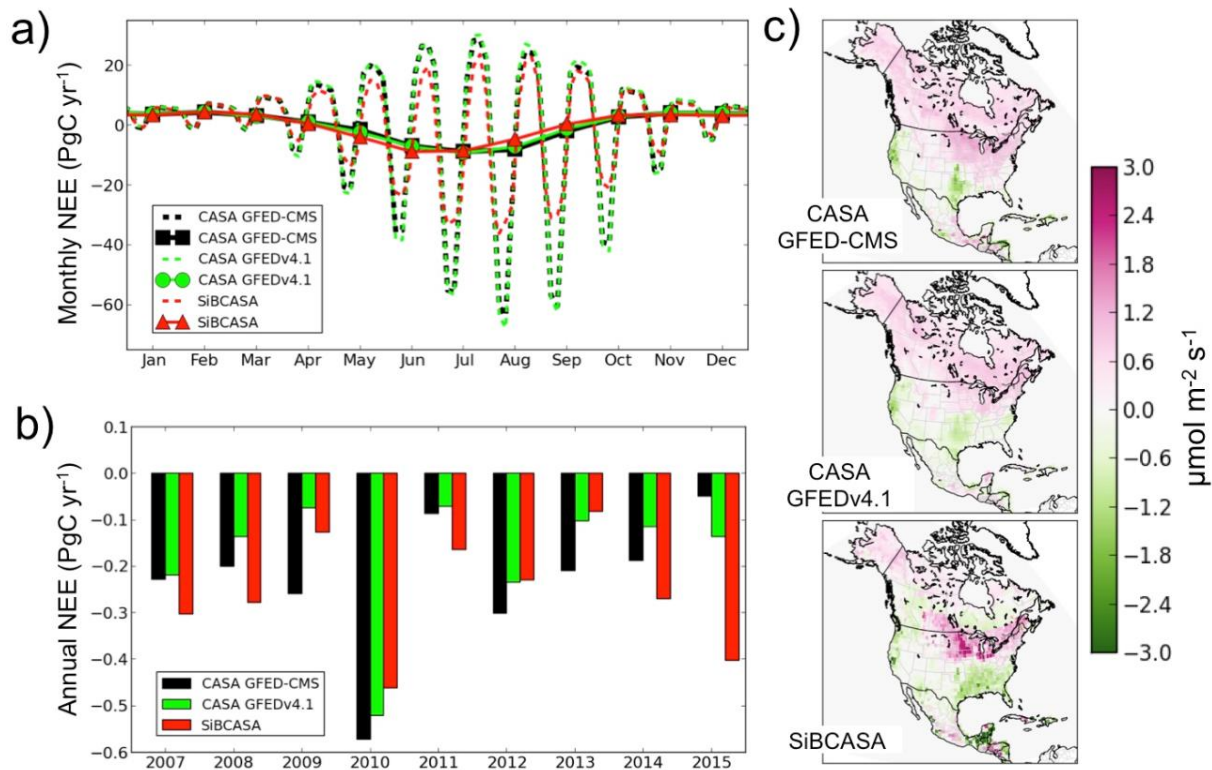 a)
Monthly NEE (PgC yr⁻¹)
20
0
−20
−40
−60
CASA GFED-CMS
CASA GFED-CMS
CASA GFEDv4.1
CASA GFEDv4.1
SiBCASA
SiBCASA
Jan Feb Mar Apr May Jun Jul Aug Sep Oct Nov Dec
b)
Annual NEE (PgC yr⁻¹)
0.1
0.0
−0.1
−0.2
−0.3
−0.4
−0.5
−0.6
CASA GFED-CMS
CASA GFEDv4.1
SiBCASA
2007 2008 2009 2010 2011 2012 2013 2014 2015
c)
CASA
GFED-CMS
CASA
GFEDv4.1
SiBCASA
3.0
2.4
1.8
1.2
0.6
0.0
−0.6
−1.2
−1.8
−2.4
−3.0
μmol m⁻² s⁻¹